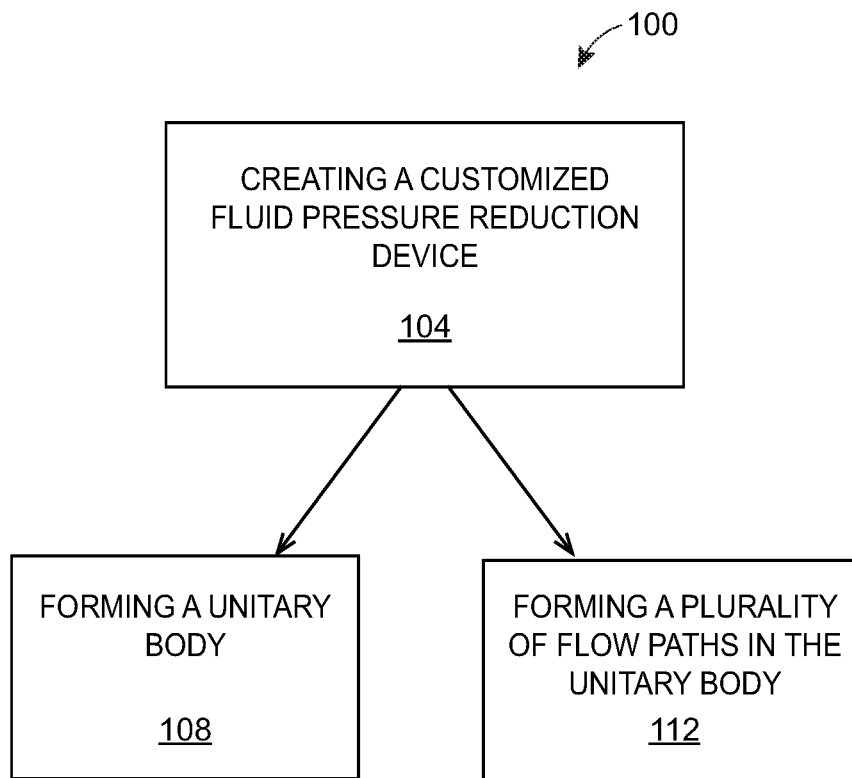 100
CREATING A CUSTOMIZED
FLUID PRESSURE REDUCTION
DEVICE
104
FORMING A UNITARY
BODY
108
FORMING A PLURALITY
OF FLOW PATHS IN THE
UNITARY BODY
112